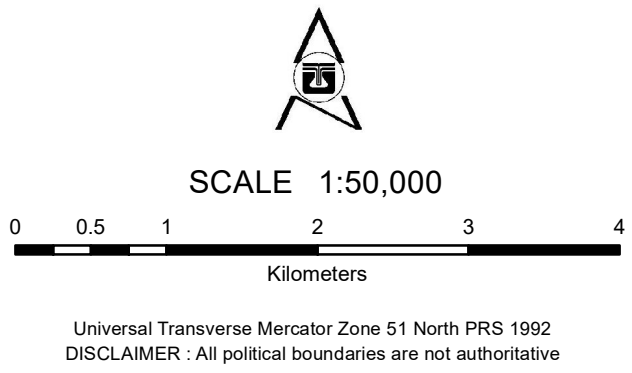 SCALE 1:50,000
0 0.5 1 2 3 4
Kilometers
Universal Transverse Mercator Zone 51 North PRS 1992
DISCLAIMER : All political boundaries are not authoritative